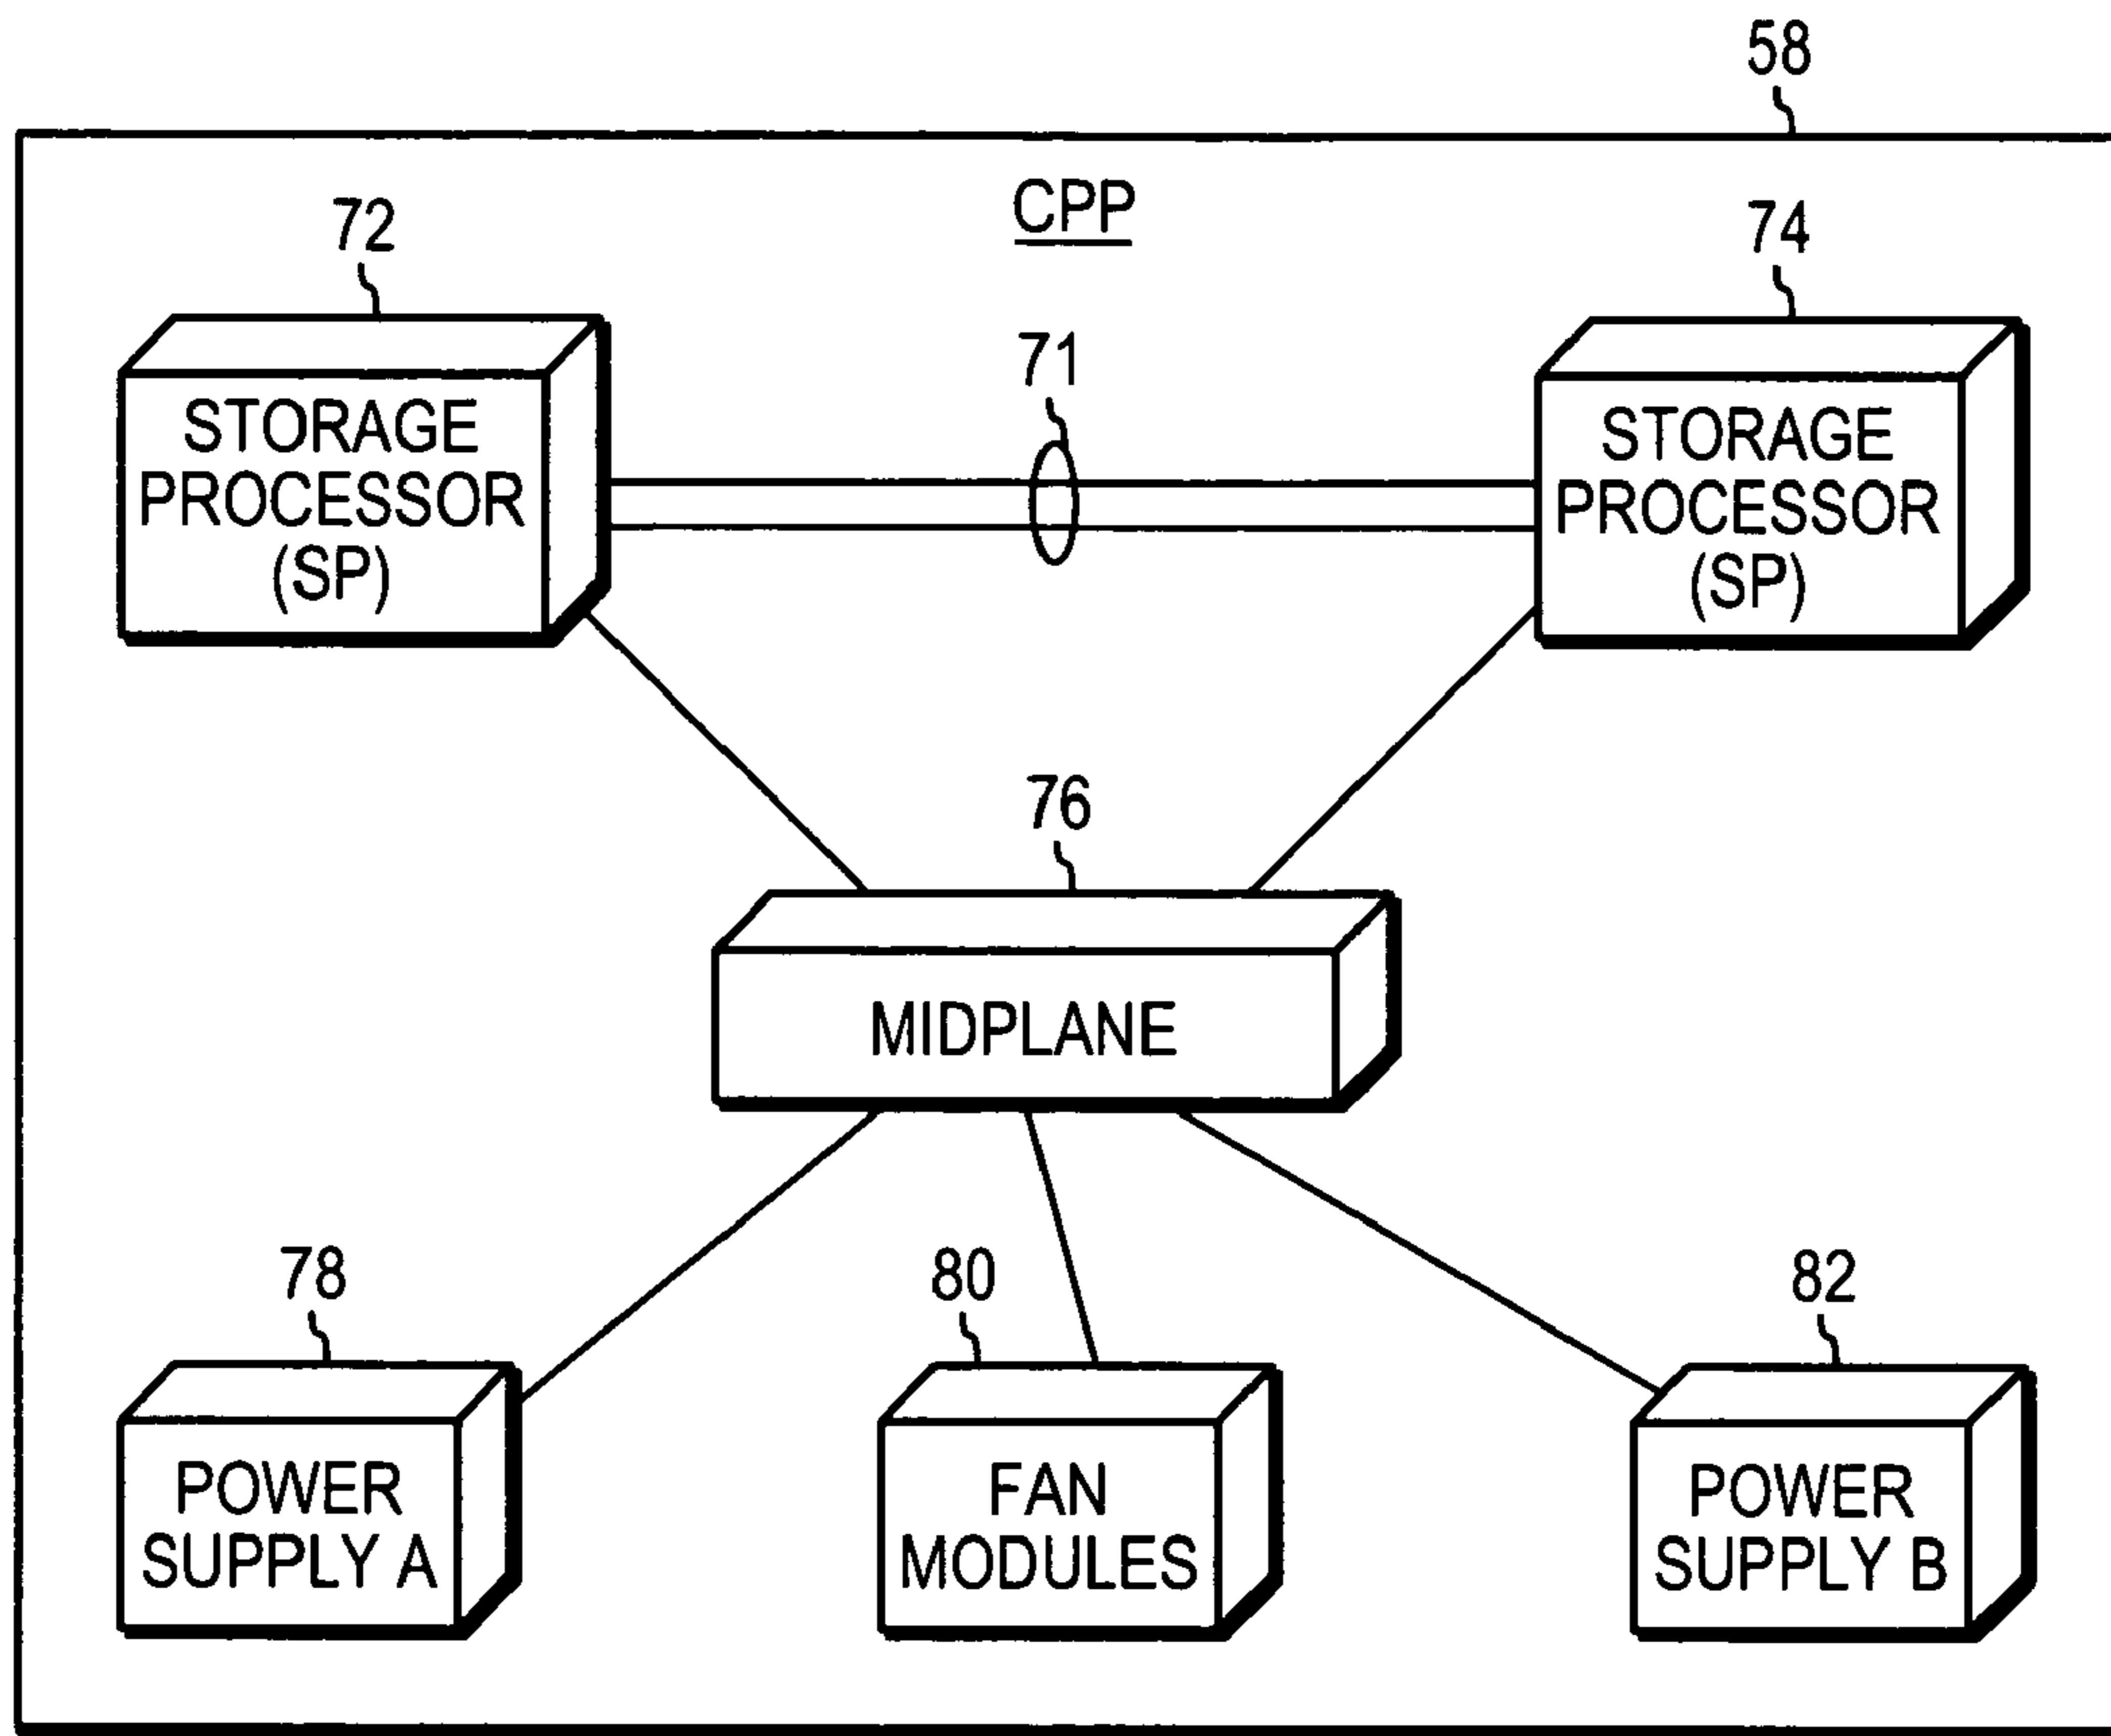 58
CPP
72
74
71
STORAGE
PROCESSOR
(SP)
STORAGE
PROCESSOR
(SP)
76
MIDPLANE
78
80
82
POWER
SUPPLY A
FAN
MODULES
POWER
SUPPLY B